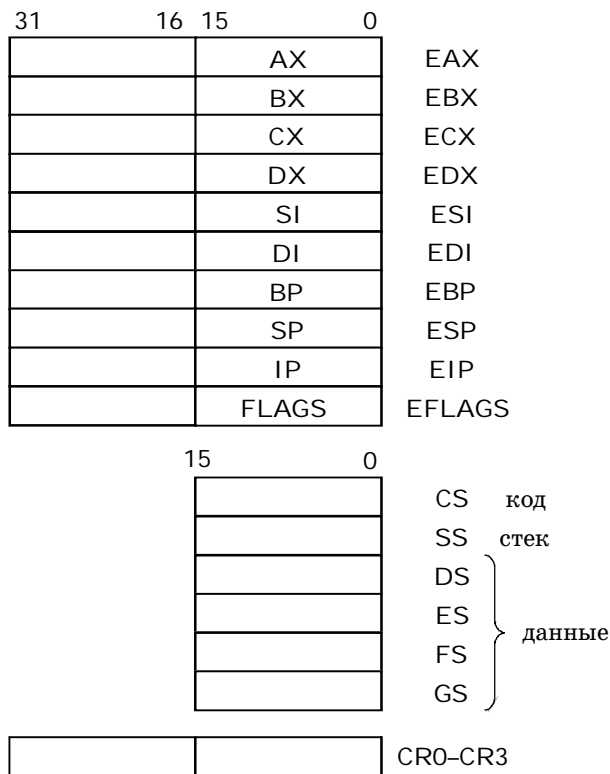 31 16 15 0
AX EAX
BX EBX
CX ECX
DX EDX
SI ESI
DI EDI
BP EBP
SP ESP
IP EIP
FLAGS EFLAGS
15 0
CS код
SS стек
DS
ES
данные
FS
GS
CR0–CR3